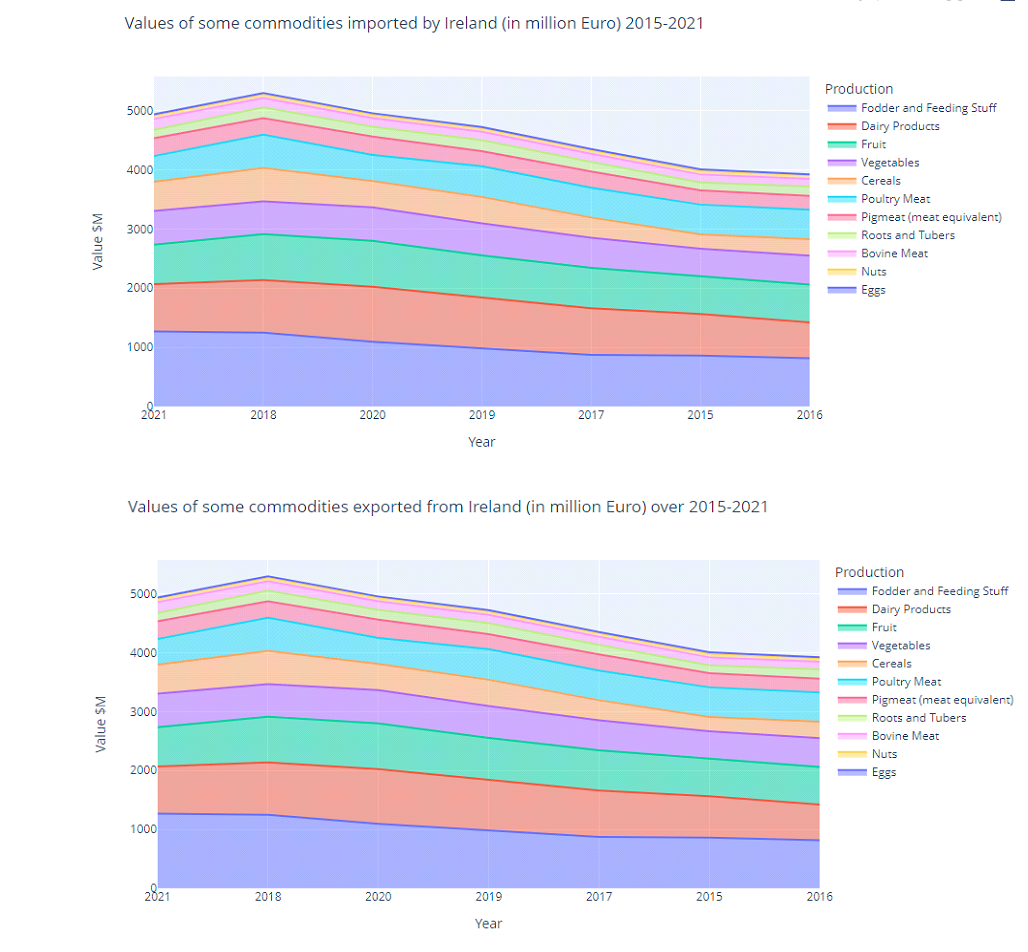 Values of some commodities imported by Ireland (in million Euro) 2015-2021
Production
Fodder and Feeding Stuff
Dairy Products
Fruit
Vegetables
Cereals
Poultry Meat
Pigmeat (meat equivalent)
Roots and Tubers
Bovine Meat
Nuts
Eggs
Value $M
5000
4000
3000
2000
1000
0
2021 2018 2020 2019 2017 2015 2016
Year
Values of some commodities exported from Ireland (in million Euro) over 2015-2021
Production
Fodder and Feeding Stuff
Dairy Products
Fruit
Vegetables
Cereals
Poultry Meat
Pigmeat (meat equivalent)
Roots and Tubers
Bovine Meat
Nuts
Eggs
Value $M
5000
4000
3000
2000
1000
0
2021 2018 2020 2019 2017 2015 2016
Year